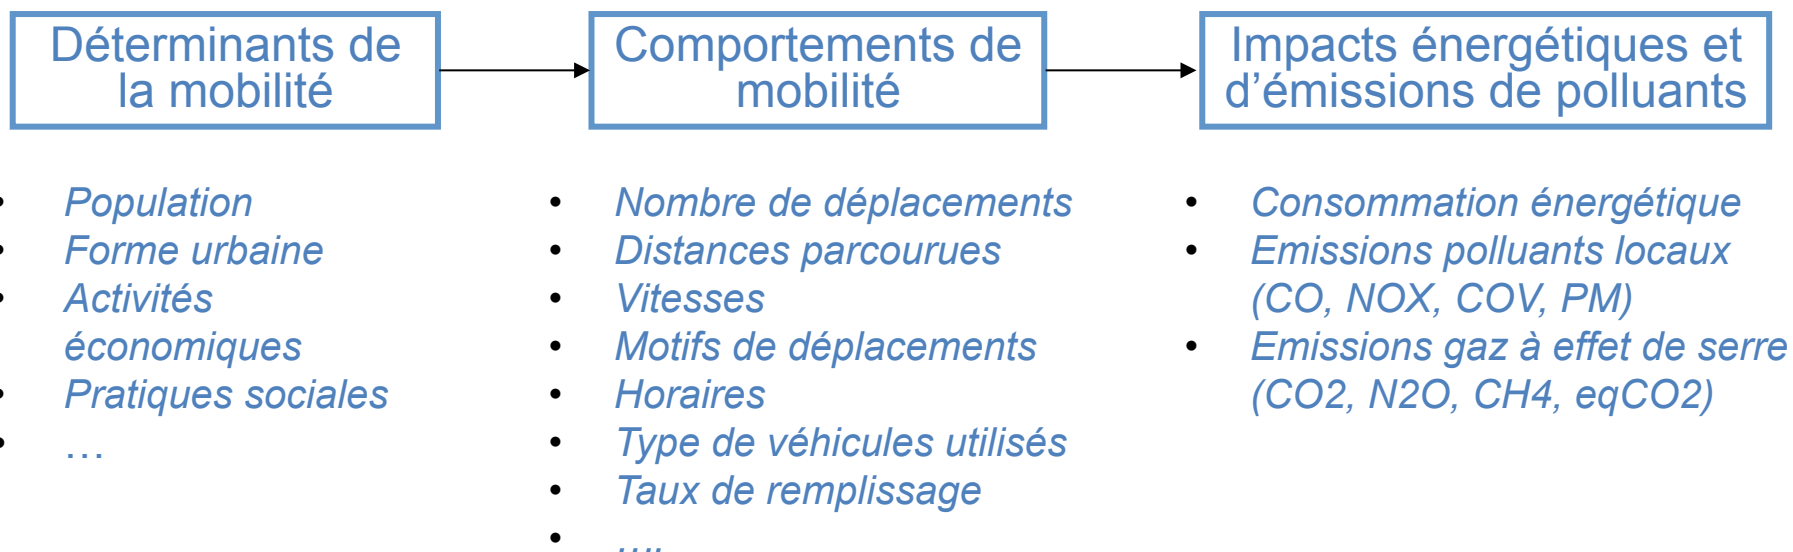 Déterminants de
la mobilité
Comportements de
mobilité
Impacts énergétiques et
d’émissions de polluants
• Population
• Forme urbaine
• Activités
économiques
• Pratiques sociales
• …
• Nombre de déplacements
• Distances parcourues
• Vitesses
• Motifs de déplacements
• Horaires
• Type de véhicules utilisés
• Taux de remplissage
• ….
• Consommation énergétique
• Emissions polluants locaux
(CO, NOX, COV, PM)
• Emissions gaz à effet de serre
(CO2, N2O, CH4, eqCO2)